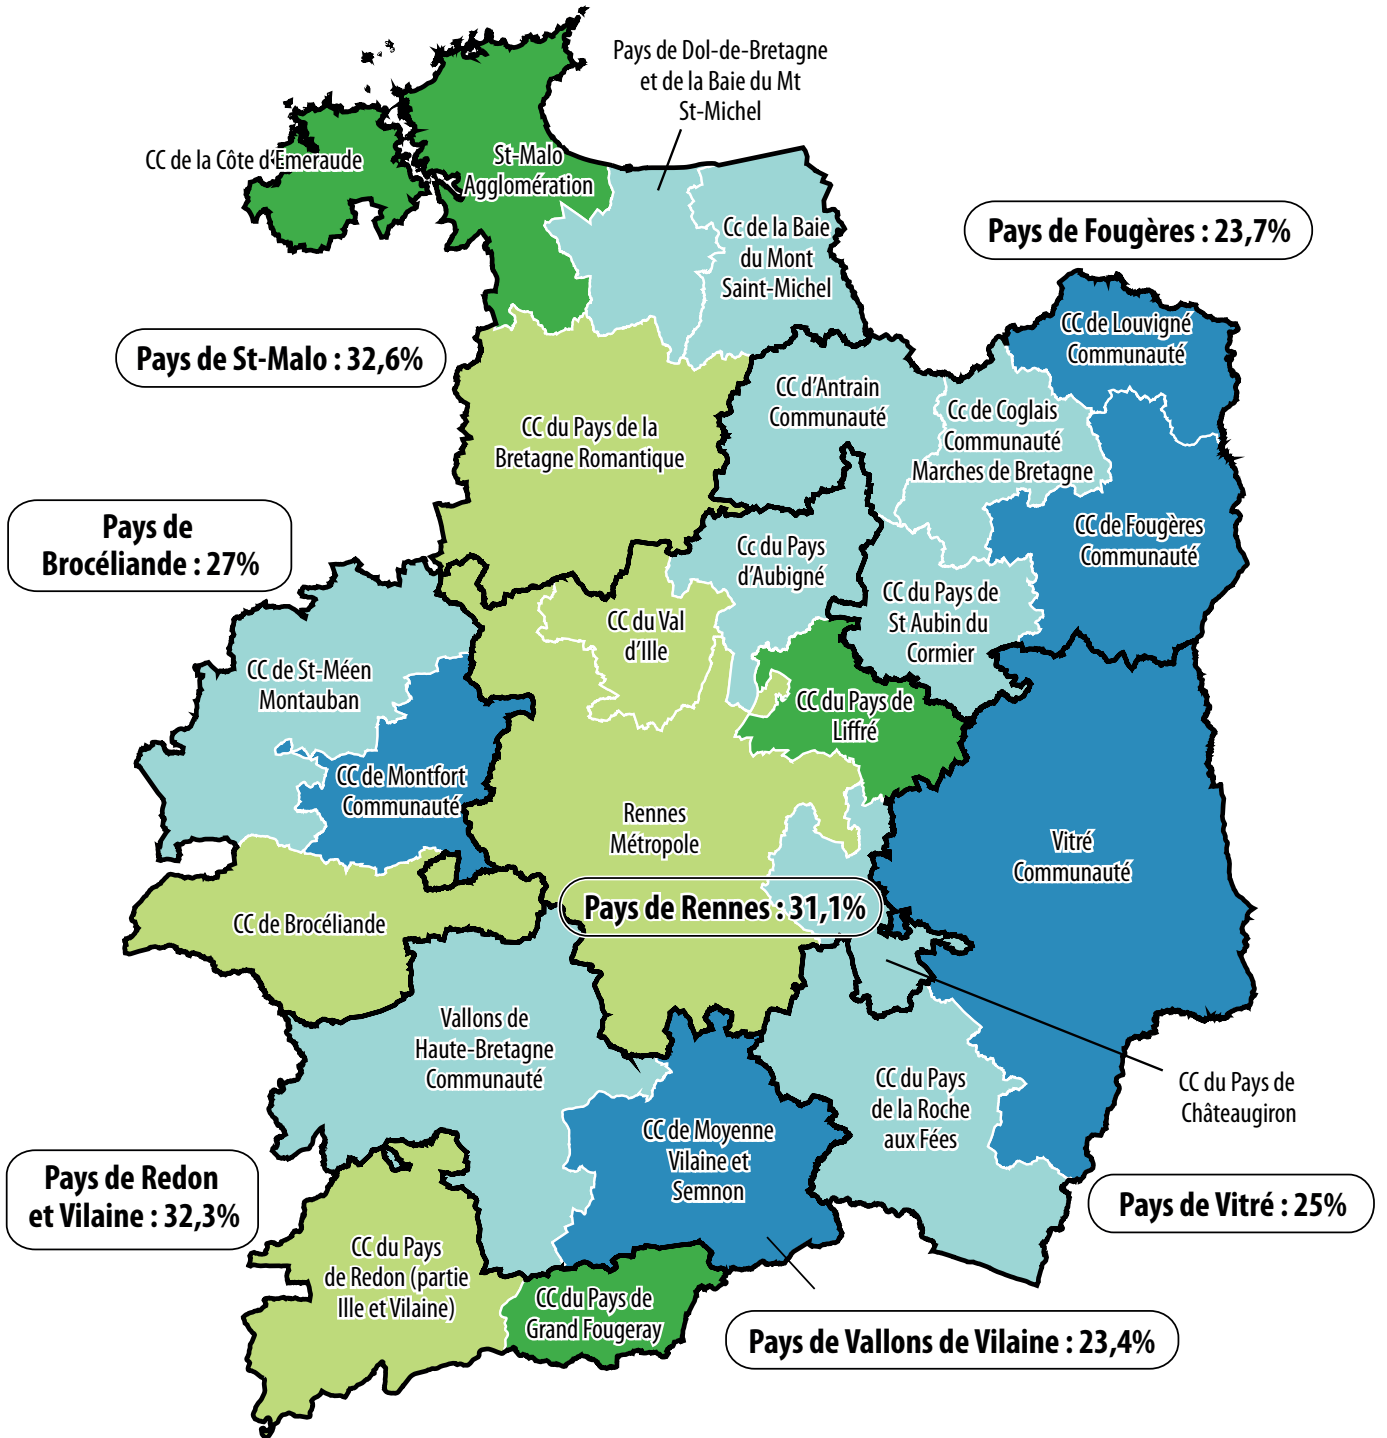 Pays de Dol-de-Bretagne
et de la Baie du Mt
St-Michel
CC de la Côte d'Emeraude
St-Malo
Agglomération
Cc de la Baie
du Mont
Saint-Michel
Pays de Fougères : 23,7%
CC de Louvigné
Communauté
Pays de St-Malo : 32,6%
CC d'Antrain
Communauté
Cc de Coglais
Communauté
Marches de Bretagne
CC du Pays de la
Bretagne Romantique
Pays de
Brocéliande : 27%
CC de Fougères
Communauté
Cc du Pays
d'Aubigné
CC du Pays de
St Aubin du
Cormier
CC du Val
d'Ille
CC de St-Méen
Montauban
CC du Pays de
Liffré
CC de Montfort
Communauté
Rennes
Métropole
Vitré
Communauté
Pays de Rennes : 31,1%
CC de Brocéliande
Vallons de
Haute-Bretagne
Communauté
CC du Pays
de la Roche
aux Fées
CC du Pays de
Châteaugiron
CC de Moyenne
Vilaine et
Semnon
Pays de Redon
et Vilaine : 32,3%
Pays de Vitré : 25%
CC du Pays
de Redon (partie
Ille et Vilaine)
CC du Pays de
Grand Fougeray
Pays de Vallons de Vilaine : 23,4%